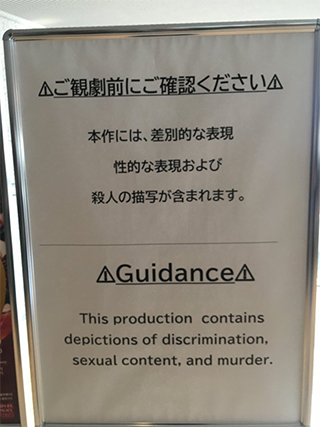 ⚠ご観劇前にご確認ください⚠
本作には、差別的な表現
性的な表現および
殺人の描写が含まれます。
⚠Guidance⚠
This production contains
depictions of discrimination,
sexual content, and murder.